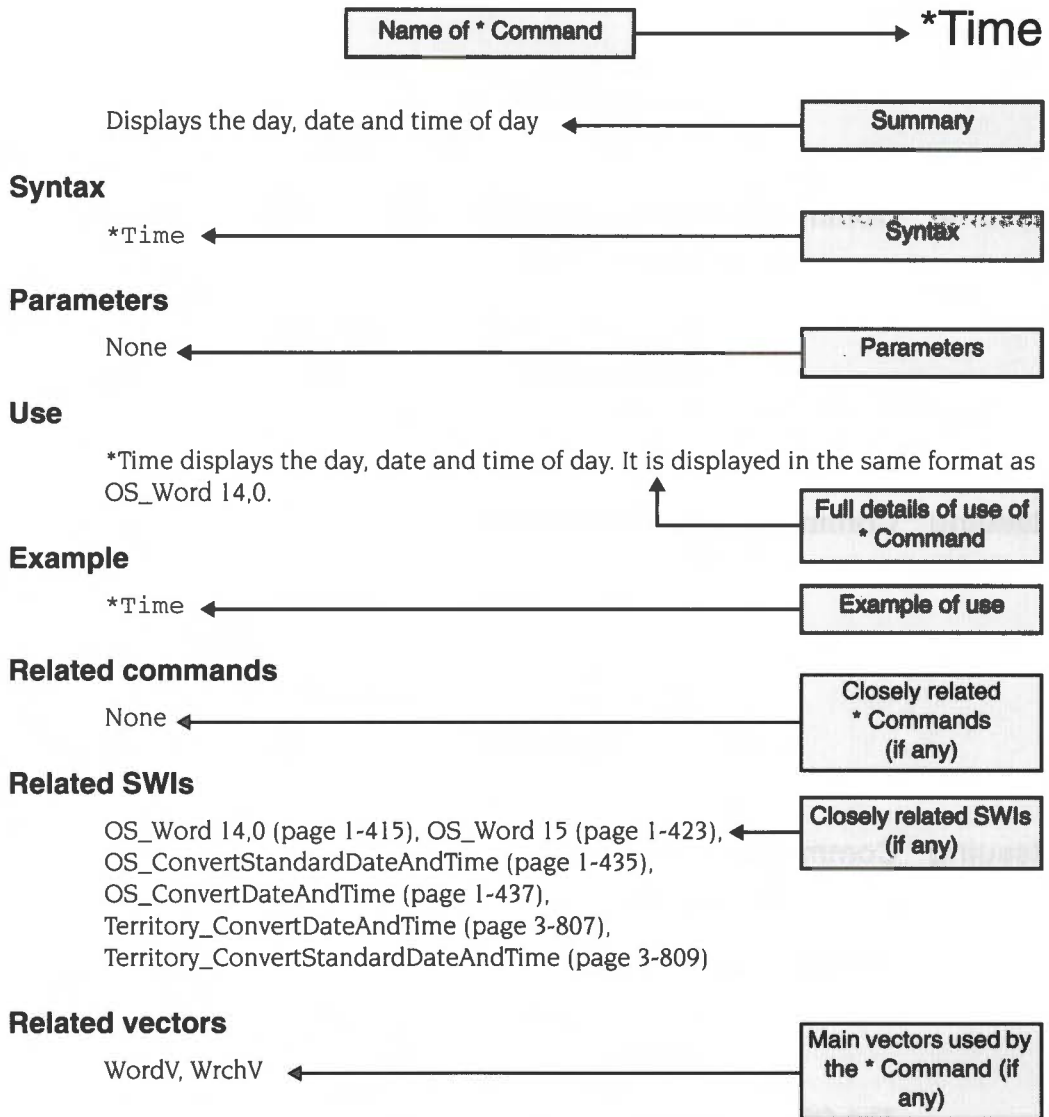 Name of * Command
*Time
Displays the day, date and time of day
Summary
Syntax
*Time
Syntax
Parameters
None
Parameters
Use
*Time displays the day, date and time of day. It is displayed in the same format as
OS_Word 14,0.
Full details of use of
* Command
Example
*Time
Example of use
Related commands
None
Closely related
* Commands
(if any)
Related SWIs
OS_Word 14,0 (page 1-415), OS_Word 15 (page 1-423),
OS_ConvertStandardDateAndTime (page 1-435),
OS_ConvertDateAndTime (page 1-437),
Territory_ConvertDateAndTime (page 3-807),
Territory_ConvertStandardDateAndTime (page 3-809)
Closely related SWIs
(if any)
Related vectors
WordV, WrchV
Main vectors used by
the * Command (if
any)